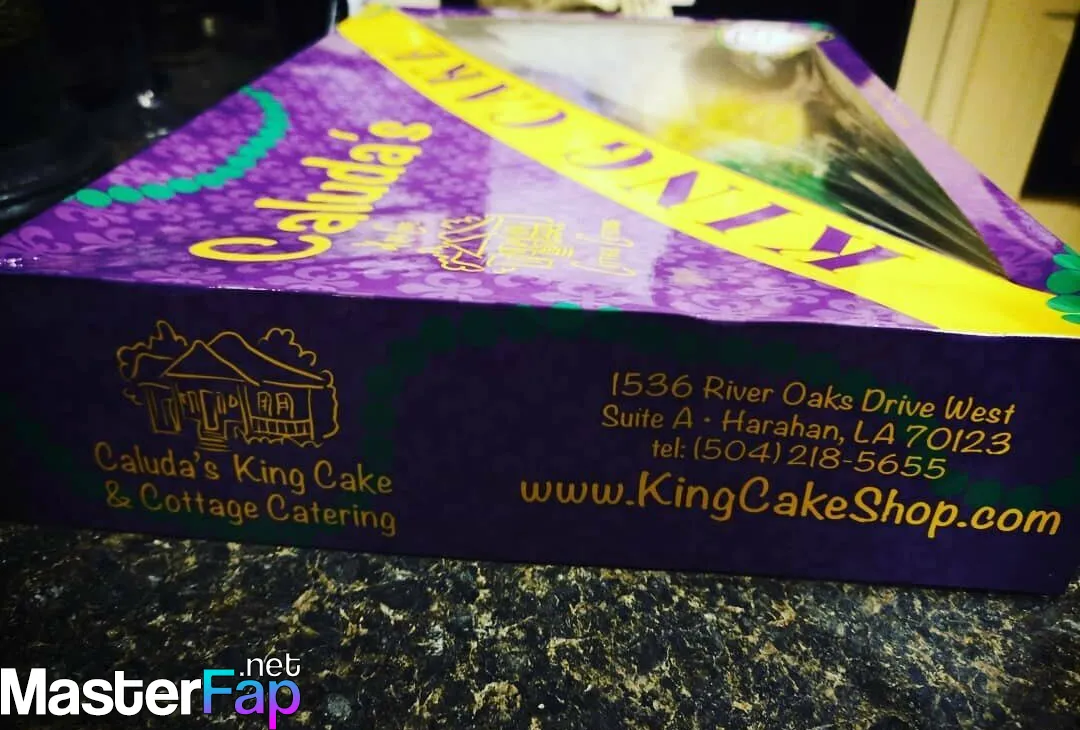 KING CAKE
Caluda's
Caluda's King Cake
& Cottage Catering
1536 River Oaks Drive West
Suite A • Harahan, LA 70123
tel: (504) 218-5655
www.KingCakeShop.com
MasterFap.net